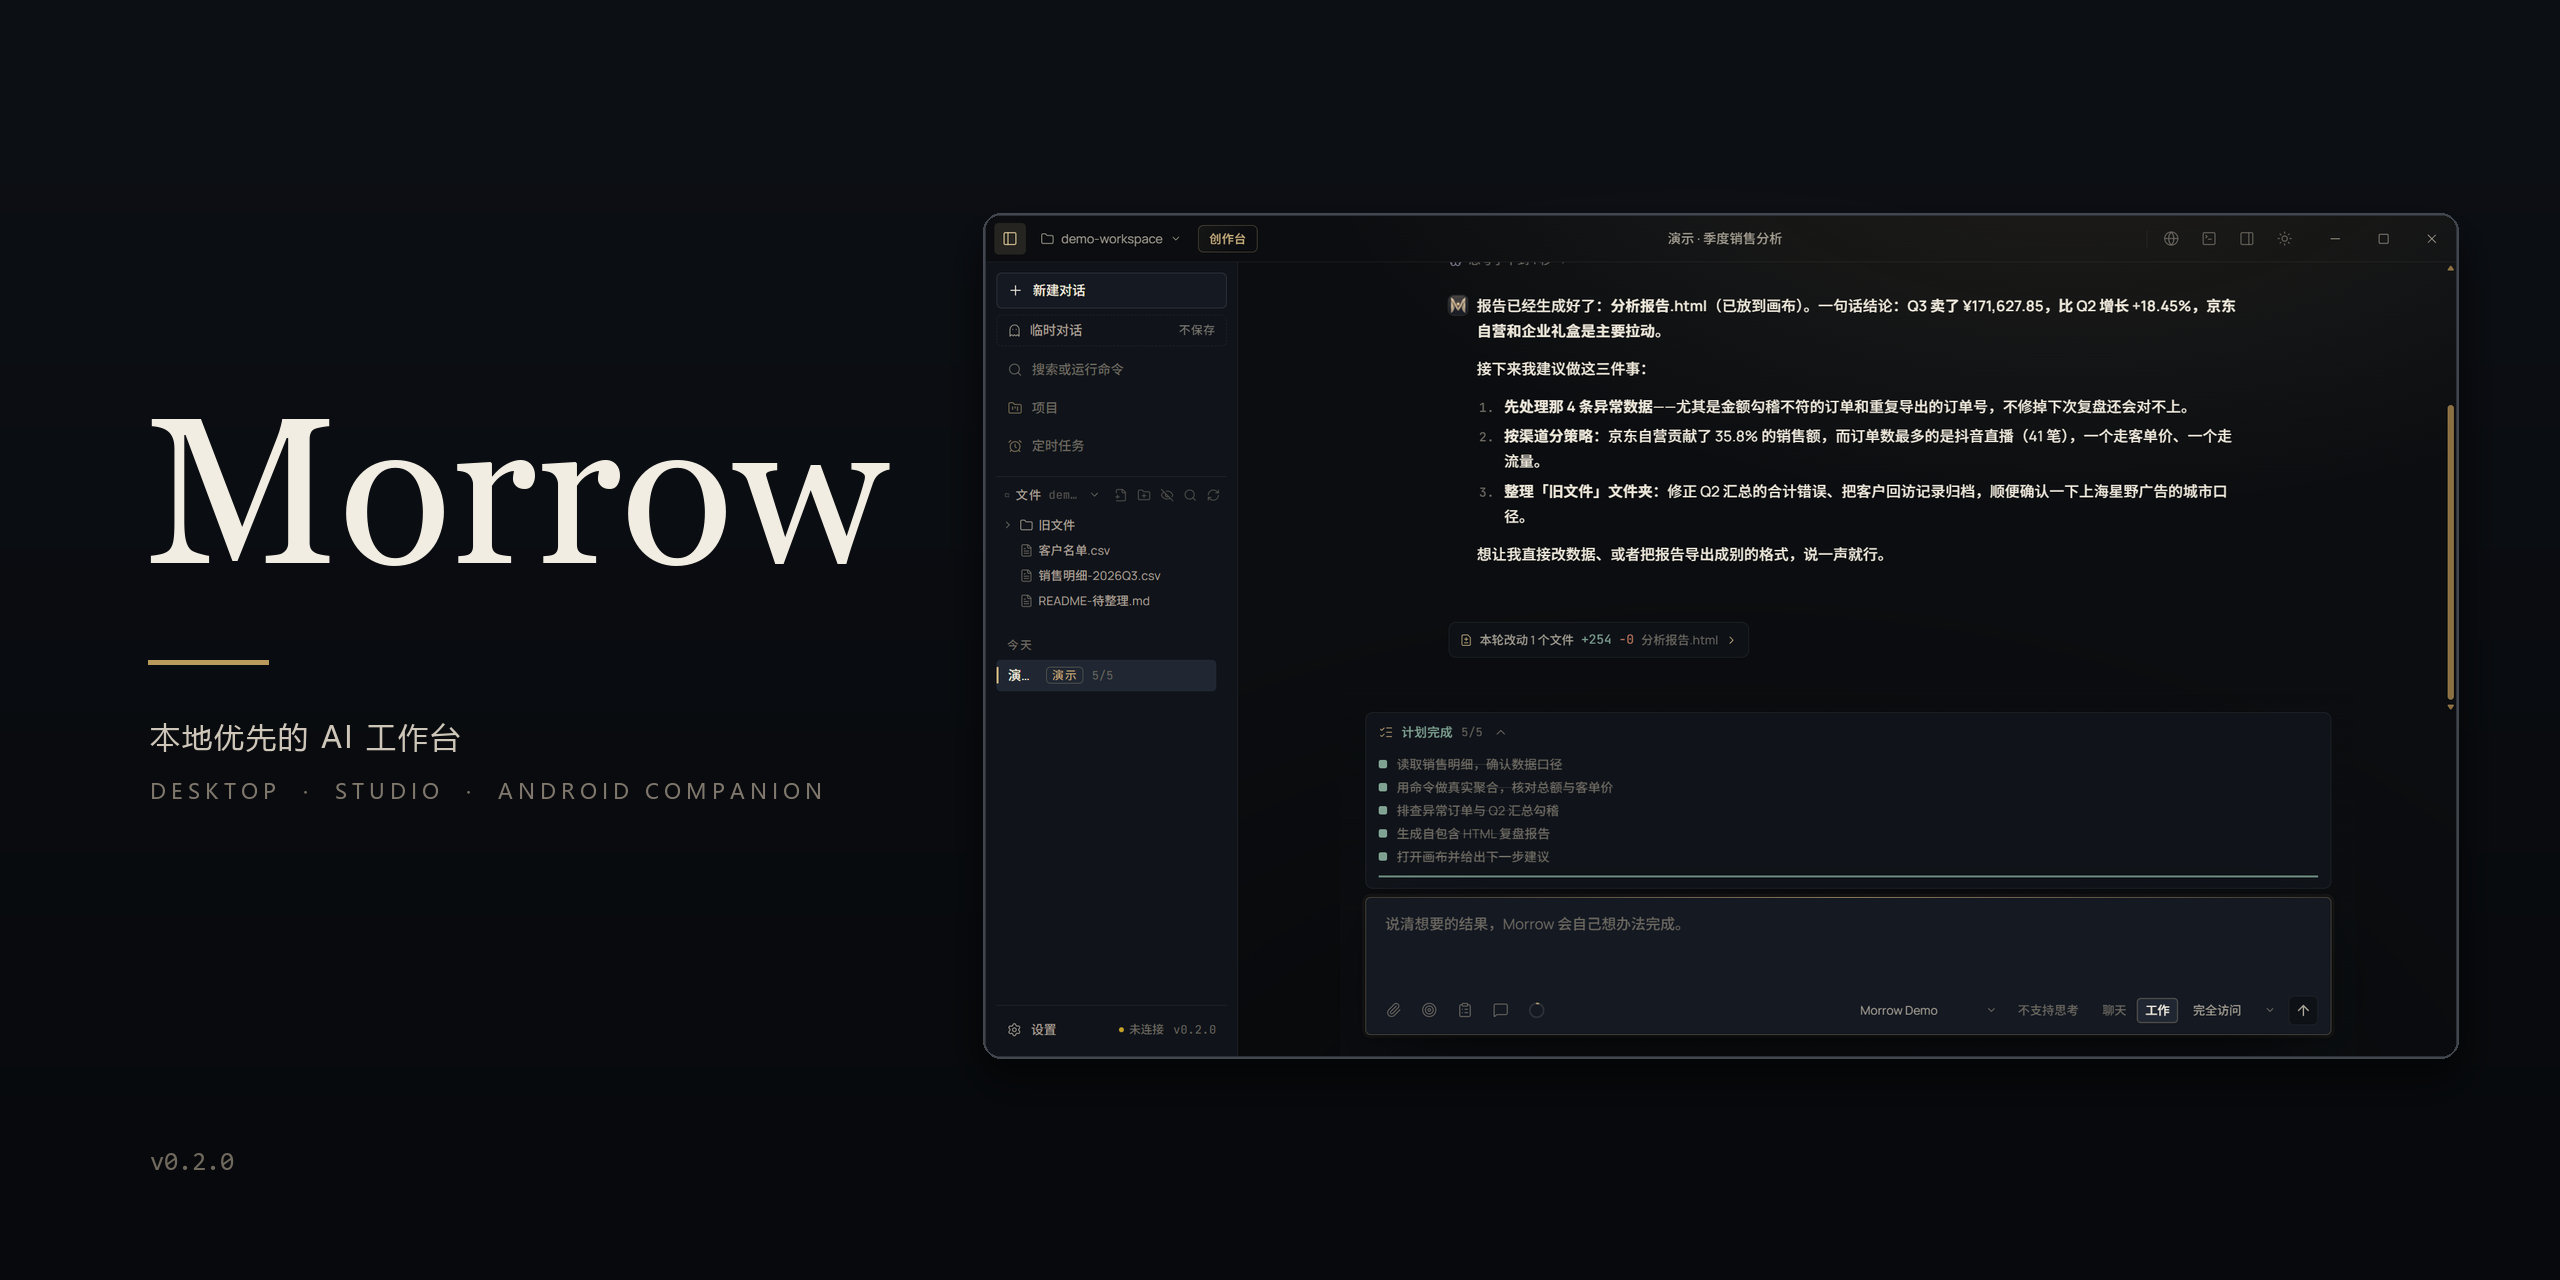 Morrow
本地优先的 AI 工作台
DESKTOP · STUDIO · ANDROID COMPANION
v0.2.0
demo-workspace
创作台
演示 · 季度销售分析
新建对话
临时对话 不保存
搜索或运行命令
项目
定时任务
文件 dem...
旧文件
客户名单.csv
销售明细-2026Q3.csv
README-待整理.md
今天
演... 演示 5/5
设置 未连接 v0.2.0
报告已经生成好了：分析报告.html（已放到画布）。一句话结论：Q3 卖了 ¥171,627.85，比 Q2 增长 +18.45%，京东
自营和企业礼盒是主要拉动。
接下来我建议做这三件事：
1. 先处理那 4 条异常数据——尤其是金额勾稽不符的订单和重复导出的订单号，不修掉下次复盘还会对不上。
2. 按渠道分策略：京东自营贡献了 35.8% 的销售额，而订单数最多的是抖音直播（41 笔），一个走客单价、一个走
流量。
3. 整理「旧文件」文件夹：修正 Q2 汇总的合计错误、把客户回访记录归档，顺便确认一下上海星野广告的城市口
径。
想让我直接改数据、或者把报告导出成别的格式，说一声就行。
本轮改动 1 个文件 +254 -0 分析报告.html
计划完成 5/5
读取销售明细，确认数据口径
用命令做真实聚合，核对总额与客单价
排查异常订单与 Q2 汇总勾稽
生成自包含 HTML 复盘报告
打开画布并给出下一步建议
说清想要的结果，Morrow 会自己想办法完成。
Morrow Demo 不支持思考 聊天 工作 完全访问